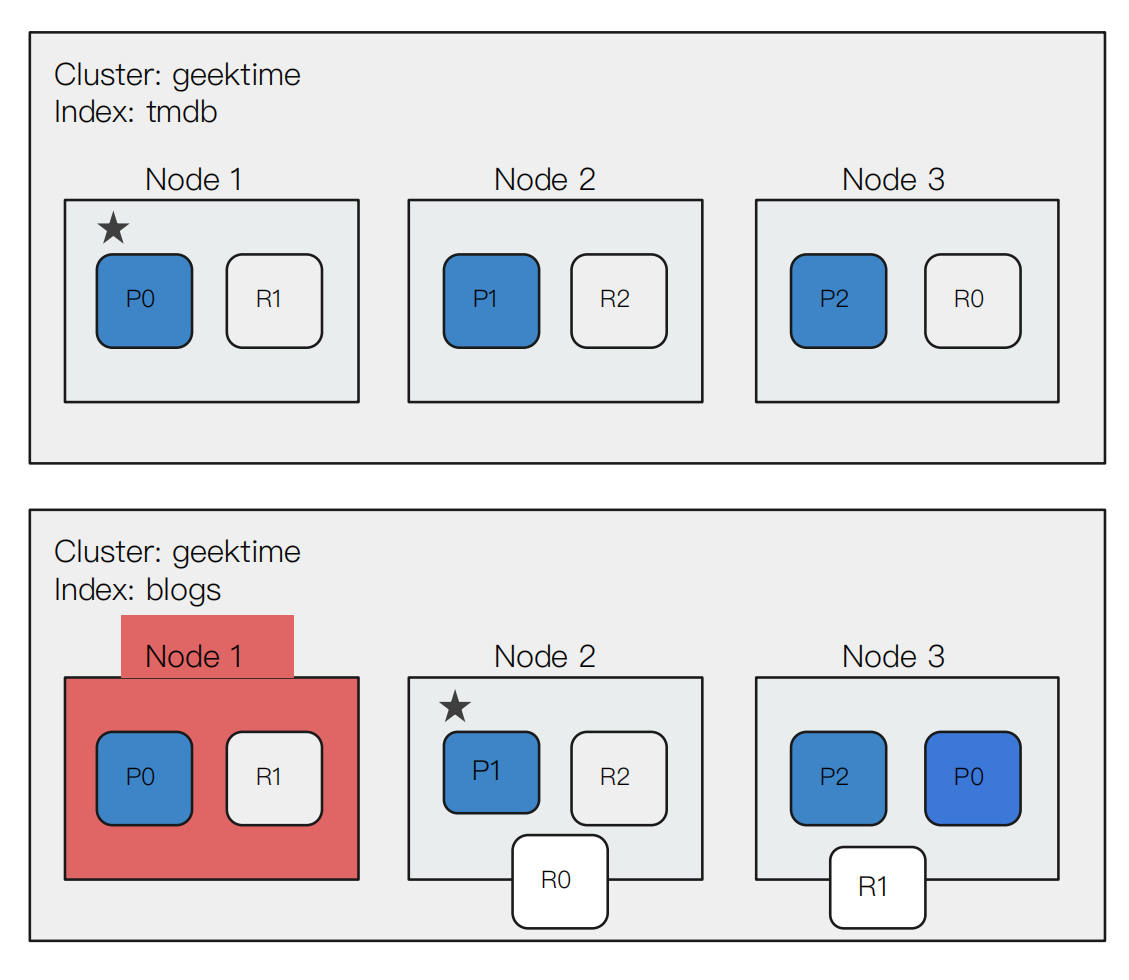 Cluster: geektime
Index: tmdb
Node 1
Node 2
Node 3
P0
R1
P1
R2
P2
R0
Cluster: geektime
Index: blogs
Node 1
Node 2
Node 3
P0
R1
P1
R2
P2
P0
R0
R1